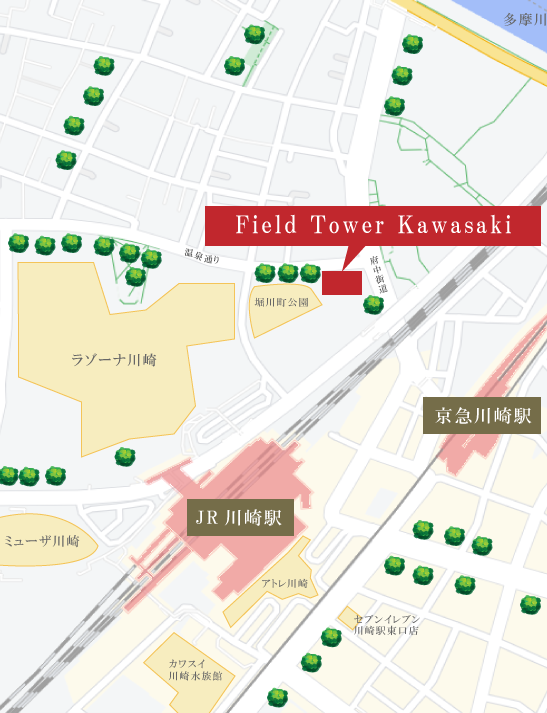 多摩川
Field Tower Kawasaki
温泉通り
府中街道
堀川町公園
ラゾーナ川崎
京急川崎駅
JR 川崎駅
ミューザ川崎
アトレ川崎
セブンイレブン
川崎駅東口店
カワスイ
川崎水族館